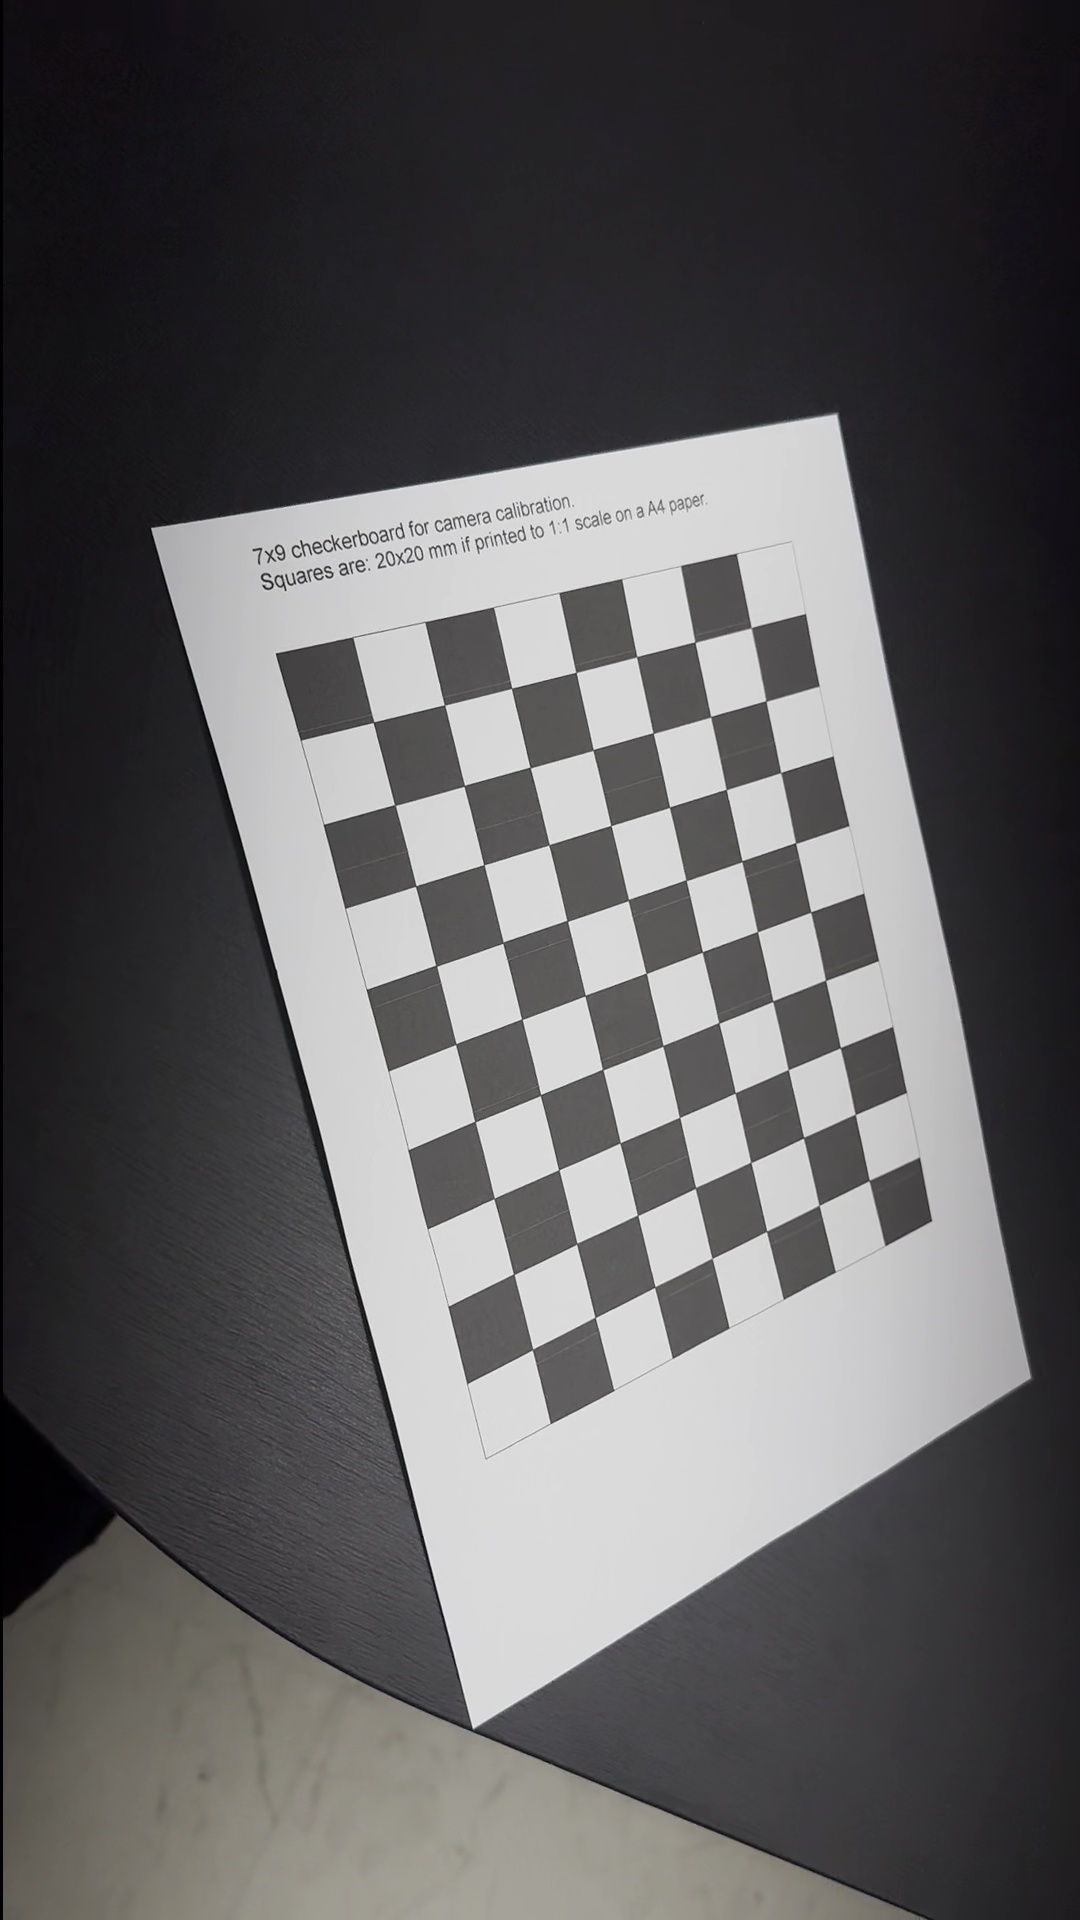 7x9 checkerboard for camera calibration.
Squares are: 20x20 mm if printed to 1:1 scale on a A4 paper.